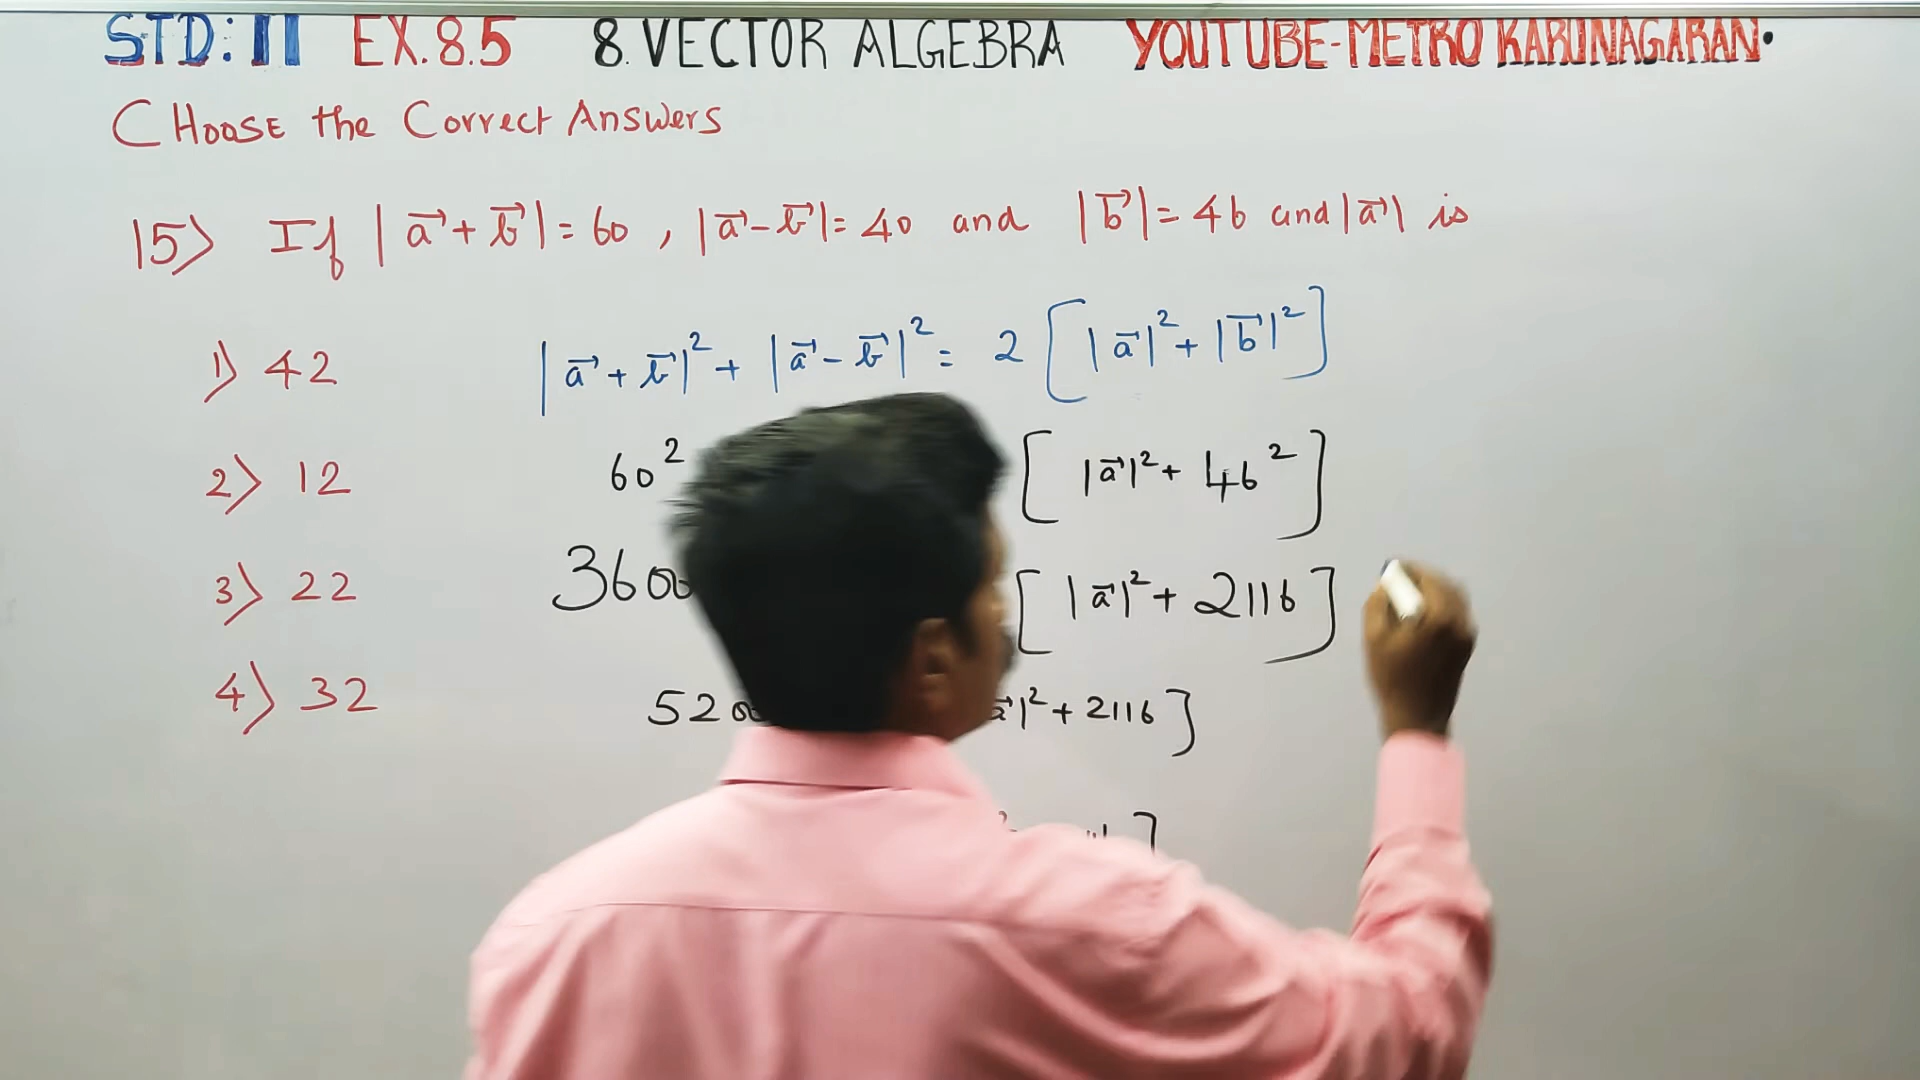 STD: 11 EX. 8.5 8. VECTOR ALGEBRA YOUTUBE-METRO KARUNAGARAN.
CHOOSE the Correct Answers
15) If |a⃗ + b⃗| = 60 , |a⃗ - b⃗| = 40 and |b⃗| = 46 and |a⃗| is
1) 42
|a⃗ + b⃗|² + |a⃗ - b⃗|² = 2 [|a⃗|² + |b⃗|²]
2) 12
60² [|a⃗|² + 46²]
3) 22
3600 [|a⃗|² + 2116]
4) 32
5200 a⃗|² + 2116]